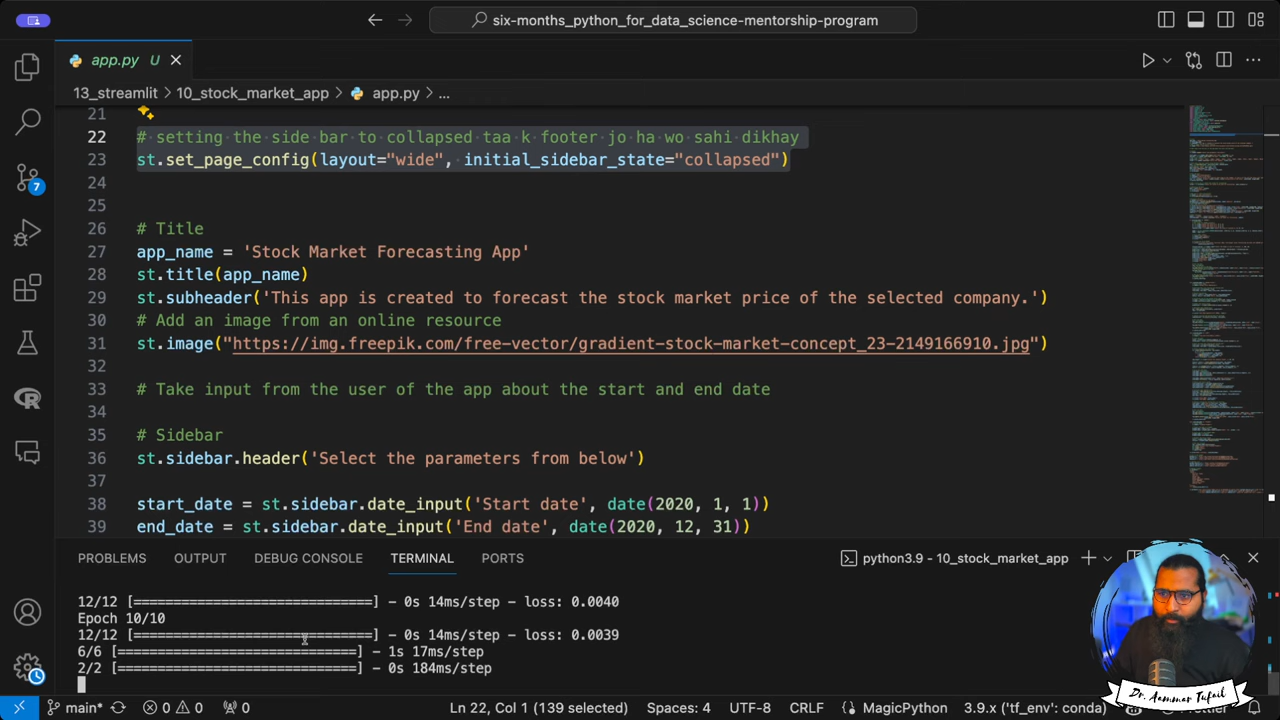 six-months_python_for_data_science-mentorship-program
app.py U
13_streamlit > 10_stock_market_app > app.py > ...
21
22 # setting the side bar to collapsed taa k footer jo ha wo sahi dikhay
23 st.set_page_config(layout="wide", initial_sidebar_state="collapsed")
24
25
26 # Title
27 app_name = 'Stock Market Forecasting App'
28 st.title(app_name)
29 st.subheader('This app is created to forecast the stock market price of the selected company.')
30 # Add an image from an online resource
31 st.image("https://img.freepik.com/free-vector/gradient-stock-market-concept_23-2149166910.jpg")
32
33 # Take input from the user of the app about the start and end date
34
35 # Sidebar
36 st.sidebar.header('Select the parameters from below')
37
38 start_date = st.sidebar.date_input('Start date', date(2020, 1, 1))
39 end_date = st.sidebar.date_input('End date', date(2020, 12, 31))
PROBLEMS OUTPUT DEBUG CONSOLE TERMINAL PORTS python3.9 - 10_stock_market_app
12/12 [==============================] - 0s 14ms/step - loss: 0.0040
Epoch 10/10
12/12 [==============================] - 0s 14ms/step - loss: 0.0039
6/6 [==============================] - 1s 17ms/step
2/2 [==============================] - 0s 184ms/step
7
Dr. Aammar Tufail
main* 0 0 0 1 (139 selected) Spaces: 4 UTF-8 CRLF MagicPython 3.9.x ('tf_env': conda)